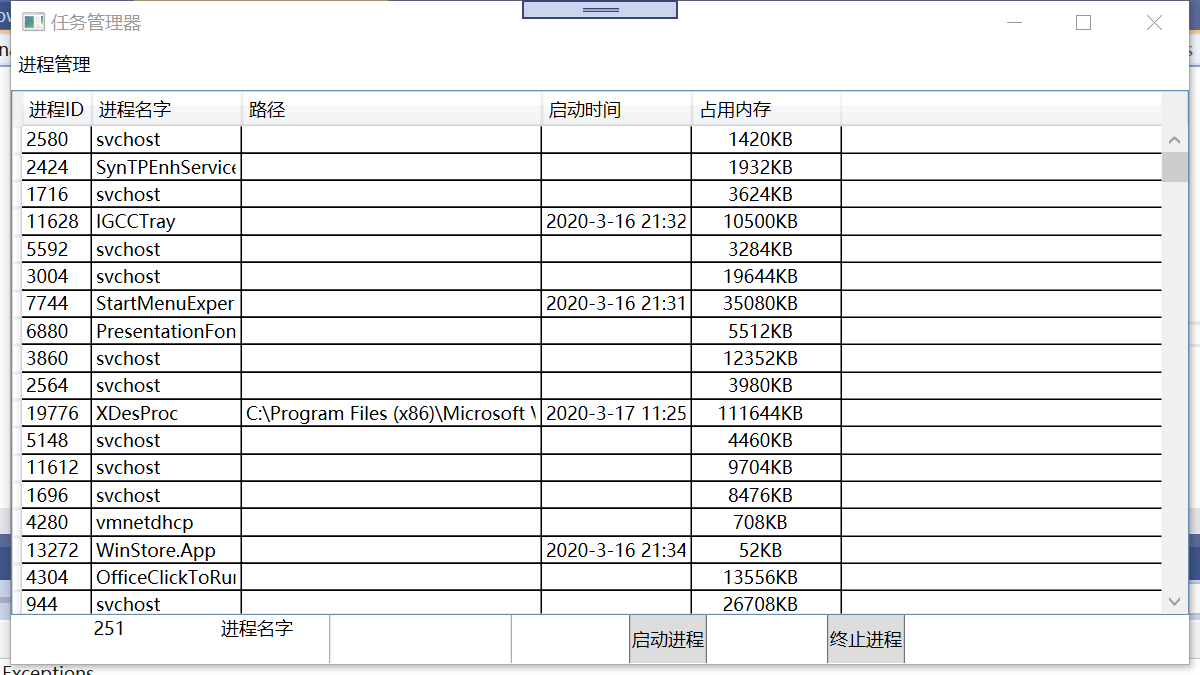 任务管理器
进程管理
进程ID 进程名字 路径 启动时间 占用内存
2580 svchost 1420KB
2424 SynTPEnhService 1932KB
1716 svchost 3624KB
11628 IGCCTray 2020-3-16 21:32 10500KB
5592 svchost 3284KB
3004 svchost 19644KB
7744 StartMenuExper 2020-3-16 21:31 35080KB
6880 PresentationFon 5512KB
3860 svchost 12352KB
2564 svchost 3980KB
19776 XDesProc C:\Program Files (x86)\Microsoft 2020-3-17 11:25 111644KB
5148 svchost 4460KB
11612 svchost 9704KB
1696 svchost 8476KB
4280 vmnetdhcp 708KB
13272 WinStore.App 2020-3-16 21:34 52KB
4304 OfficeClickToRun 13556KB
944 svchost 26708KB
251 进程名字 启动进程 终止进程
Exceptions